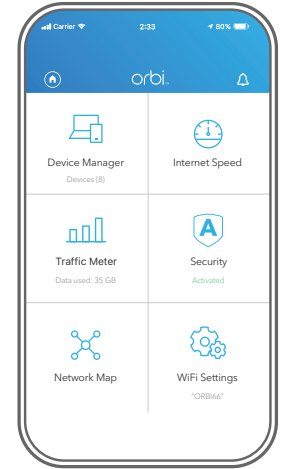 Carrier 2:33 80%
orbi
Device Manager Internet Speed
Devices (8)
A
Traffic Meter Security
Data used: 35 GB Activated
Network Map WiFi Settings
"ORBI66"